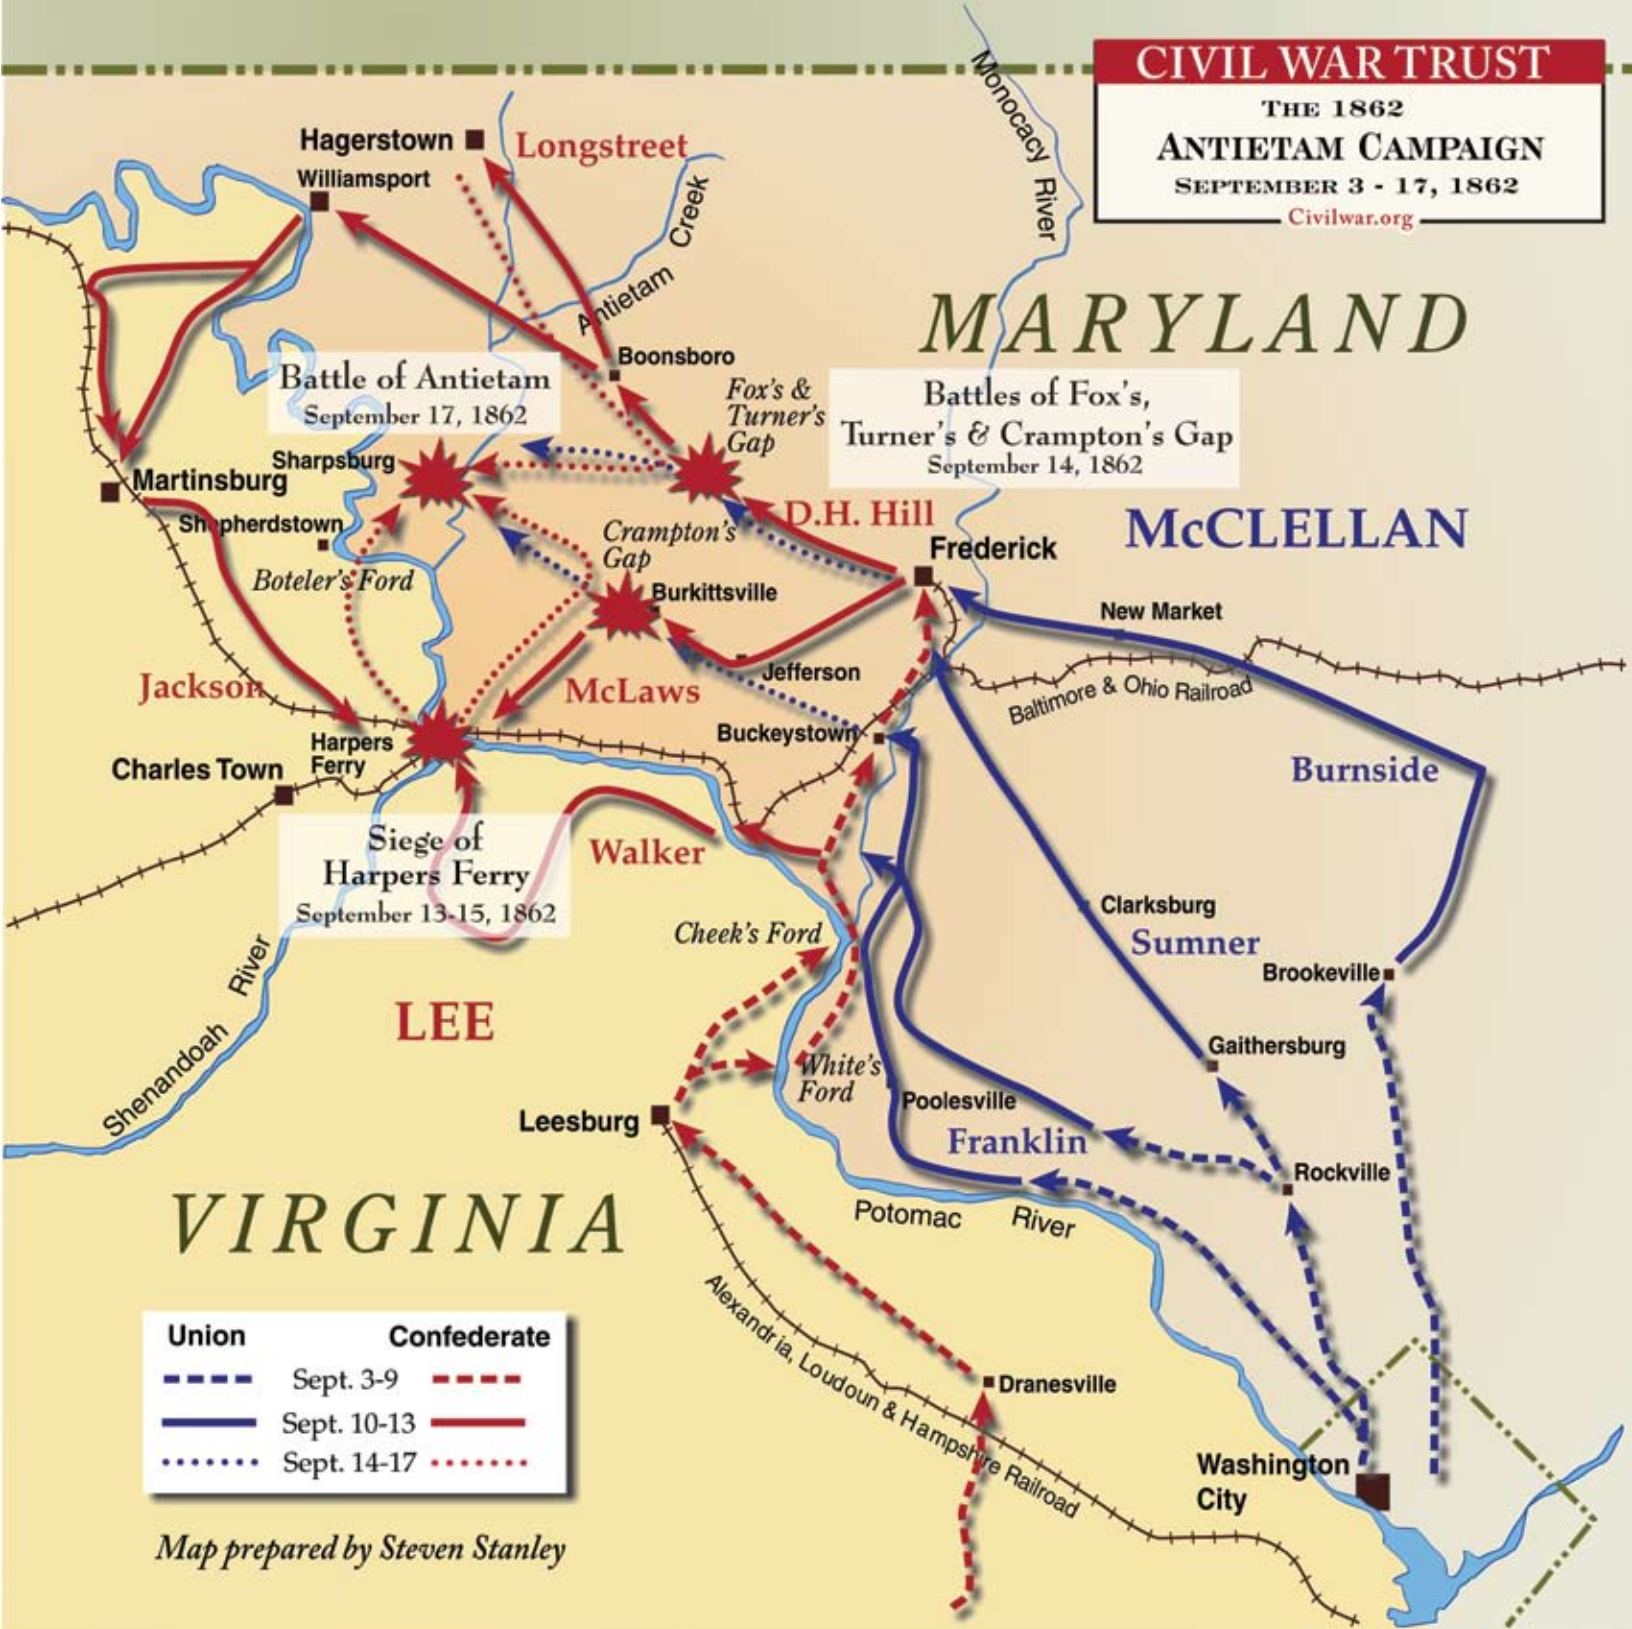 CIVIL WAR TRUST
THE 1862
ANTIETAM CAMPAIGN
SEPTEMBER 3 - 17, 1862
Civilwar.org
Monocacy River
Hagerstown
Longstreet
Williamsport
Antietam Creek
MARYLAND
Boonsboro
Battle of Antietam
September 17, 1862
Fox's &
Turner's
Gap
Battles of Fox's,
Turner's & Crampton's Gap
September 14, 1862
Sharpsburg
Martinsburg
Shepherdstown
Boteler's Ford
Crampton's
Gap
D.H. Hill
Frederick
McCLELLAN
Burkittsville
New Market
Jefferson
Baltimore & Ohio Railroad
Jackson
McLaws
Buckeystown
Harpers
Ferry
Charles Town
Burnside
Siege of
Harpers Ferry
September 13-15, 1862
Walker
Clarksburg
Sumner
Cheek's Ford
Brookeville
Shenandoah River
LEE
Gaithersburg
White's
Ford
Poolesville
Leesburg
Franklin
Rockville
VIRGINIA
Potomac River
Alexandria, Loudoun & Hampshire Railroad
Dranesville
Washington
City
Union Confederate
Sept. 3-9
Sept. 10-13
Sept. 14-17
Map prepared by Steven Stanley